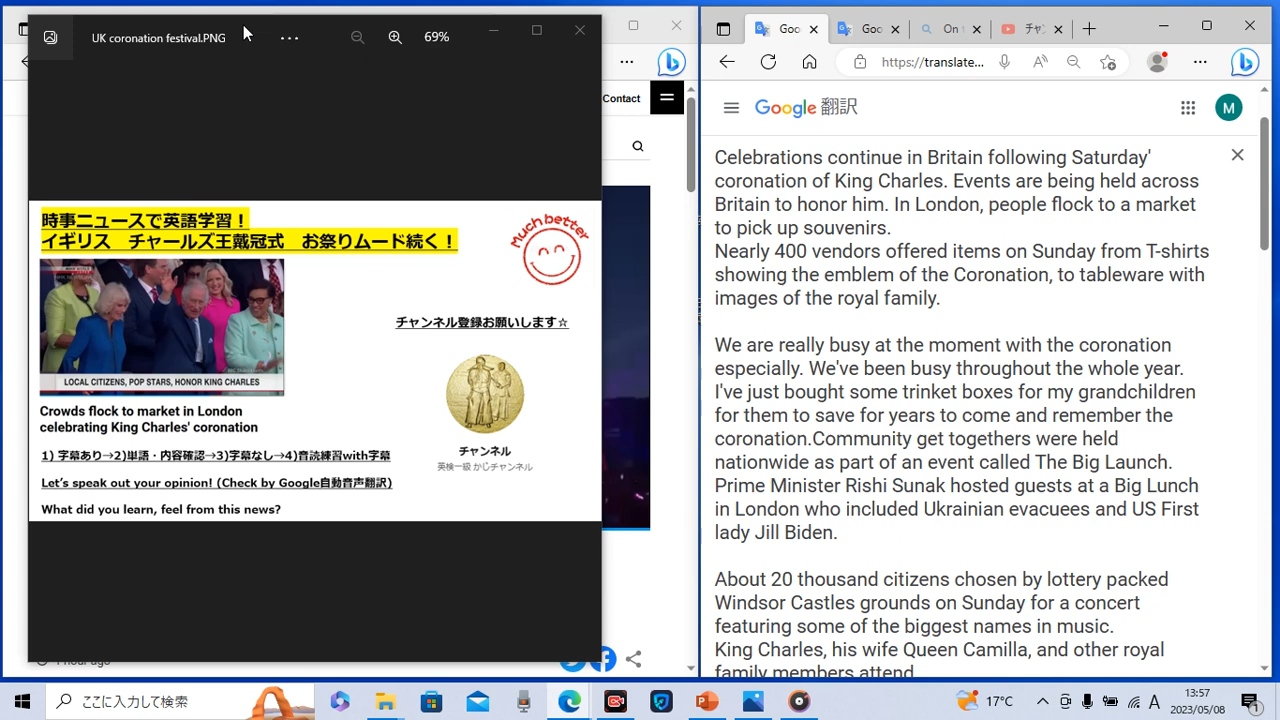 UK coronation festival.PNG
69%
Contact
時事ニュースで英語学習！
イギリス　チャールズ王戴冠式　お祭りムード続く！
Much better
チャンネル登録お願いします☆
LOCAL CITIZENS, POP STARS, HONOR KING CHARLES
Crowds flock to market in London
celebrating King Charles' coronation
チャンネル
英検一級 かじチャンネル
1) 字幕あり→2)単語・内容確認→3)字幕なし→4)音読練習with字幕
Let's speak out your opinion! (Check by Google自動音声翻訳)
What did you learn, feel from this news?
1 hour ago
Goo
Goo
On t
チャン
https://translate...
Google 翻訳
M
Celebrations continue in Britain following Saturday'
coronation of King Charles. Events are being held across
Britain to honor him. In London, people flock to a market
to pick up souvenirs.
Nearly 400 vendors offered items on Sunday from T-shirts
showing the emblem of the Coronation, to tableware with
images of the royal family.
We are really busy at the moment with the coronation
especially. We've been busy throughout the whole year.
I've just bought some trinket boxes for my grandchildren
for them to save for years to come and remember the
coronation.Community get togethers were held
nationwide as part of an event called The Big Launch.
Prime Minister Rishi Sunak hosted guests at a Big Lunch
in London who included Ukrainian evacuees and US First
lady Jill Biden.
About 20 thousand citizens chosen by lottery packed
Windsor Castles grounds on Sunday for a concert
featuring some of the biggest names in music.
King Charles, his wife Queen Camilla, and other royal
family members attend
ここに入力して検索
17°C
A
13:57
2023/05/08